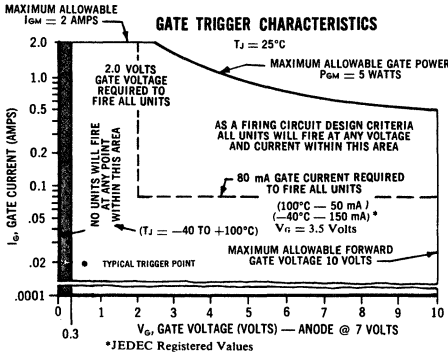 MAXIMUM ALLOWABLE
IGM = 2 AMPS
GATE TRIGGER CHARACTERISTICS
TJ = 25°C
MAXIMUM ALLOWABLE GATE POWER
PGM = 5 WATTS
2.0 VOLTS
GATE VOLTAGE
REQUIRED TO
FIRE ALL UNITS
AS A FIRING CIRCUIT DESIGN CRITERIA
ALL UNITS WILL FIRE AT ANY VOLTAGE
AND CURRENT WITHIN THIS AREA
NO UNITS WILL FIRE
AT ANY POINT
WITHIN THIS AREA
80 mA GATE CURRENT REQUIRED
TO FIRE ALL UNITS
(100°C — 50 mA)
(-40°C — 150 mA) *
VG = 3.5 Volts
(TJ = -40 TO +100°C)
MAXIMUM ALLOWABLE FORWARD
GATE VOLTAGE 10 VOLTS
TYPICAL TRIGGER POINT
IG, GATE CURRENT (AMPS)
2.0
1.0
0.5
0.2
0.1
.05
.02
.0001
0 1 2 3 4 5 6 7 8 9 10
0.3
VG, GATE VOLTAGE (VOLTS) — ANODE @ 7 VOLTS
*JEDEC Registered Values